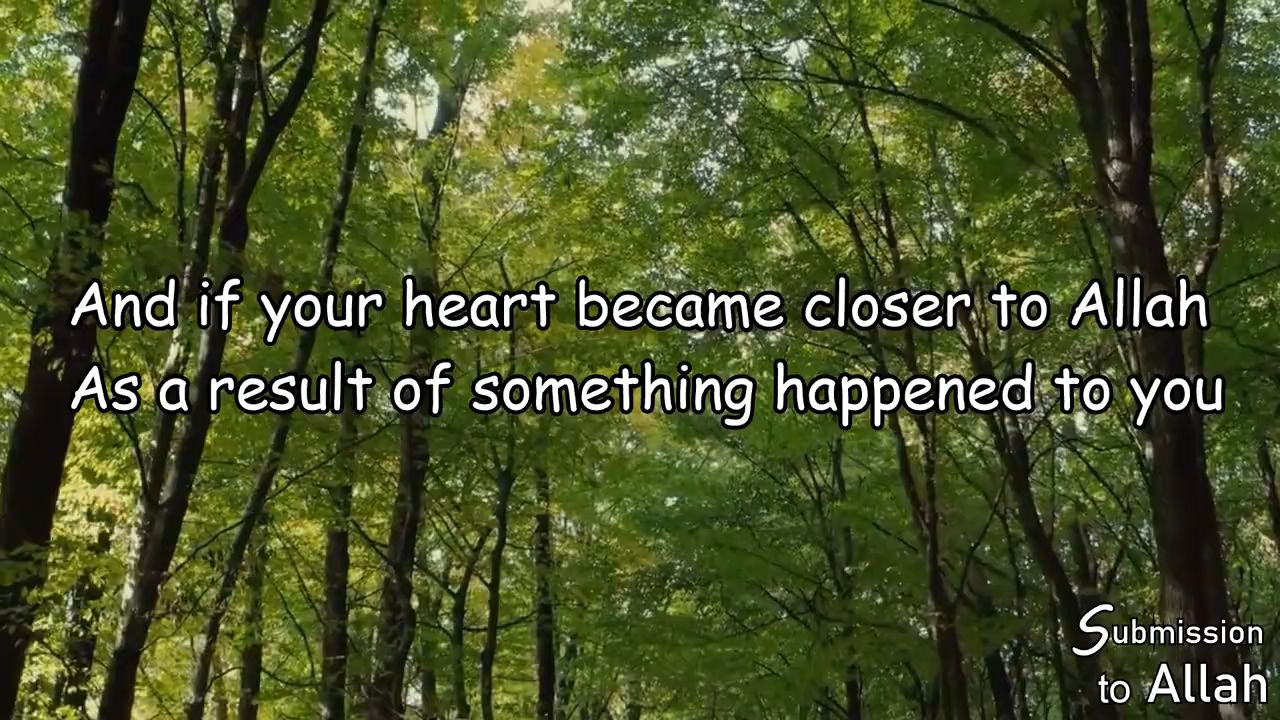 And if your heart became closer to Allah
As a result of something happened to you
Submission
to Allah